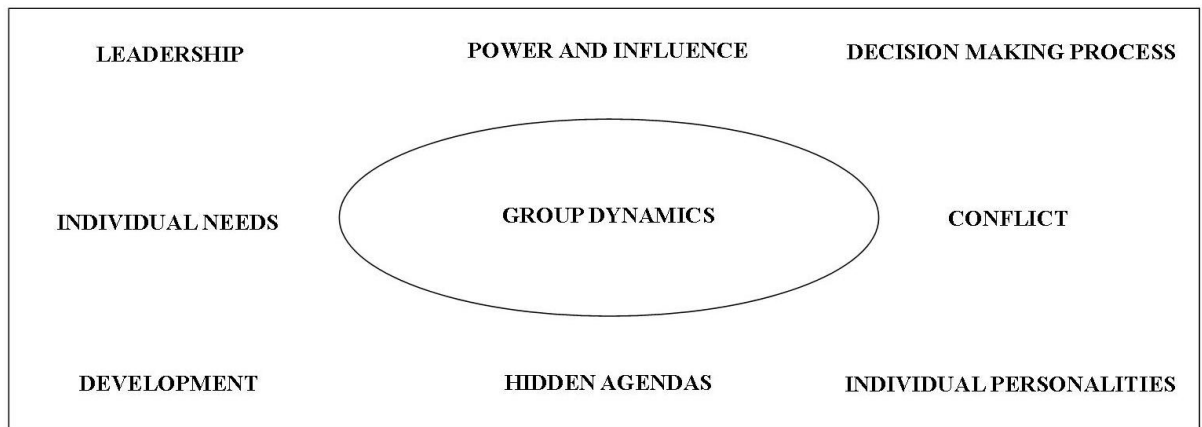 LEADERSHIP
POWER AND INFLUENCE
DECISION MAKING PROCESS
INDIVIDUAL NEEDS
GROUP DYNAMICS
CONFLICT
DEVELOPMENT
HIDDEN AGENDAS
INDIVIDUAL PERSONALITIES